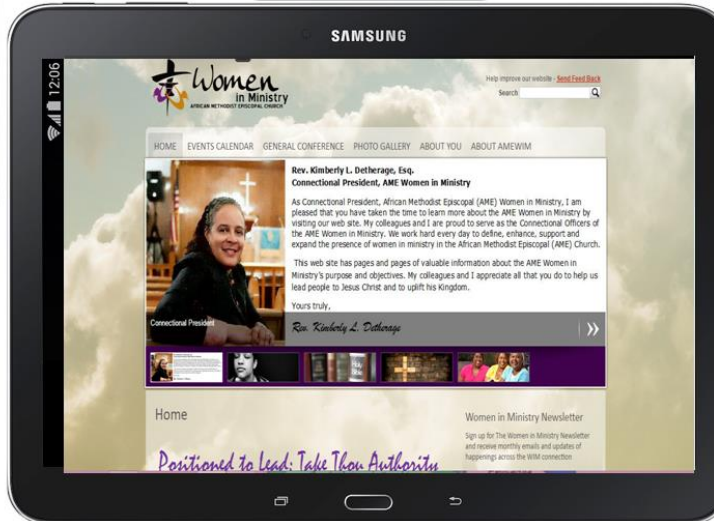 SAMSUNG
12:06
Women
in Ministry
AFRICAN METHODIST EPISCOPAL CHURCH
Help improve our website - Send Feed Back
Search
HOME EVENTS CALENDAR GENERAL CONFERENCE PHOTO GALLERY ABOUT YOU ABOUT AMEWIM
Rev. Kimberly L. Detherage, Esq.
Connectional President, AME Women in Ministry
As Connectional President, African Methodist Episcopal (AME) Women in Ministry, I am
pleased that you have taken the time to learn more about the AME Women in Ministry by
visiting our web site. My colleagues and I are proud to serve as the Connectional Officers of
the AME Women in Ministry. We work hard every day to define, enhance, support and
expand the presence of women in ministry in the African Methodist Episcopal (AME) Church.
This web site has pages and pages of valuable information about the AME Women in
Ministry's purpose and objectives. My colleagues and I appreciate all that you do to help us
lead people to Jesus Christ and to uplift his Kingdom.
Yours truly,
Rev. Kimberly L. Detherage
Connectional President
Holy
Bible
Home
Positioned to Lead: Take Thou Authority
Women in Ministry Newsletter
Sign up for The Women in Ministry Newsletter
and receive monthly emails and updates of
happenings across the WIM connection